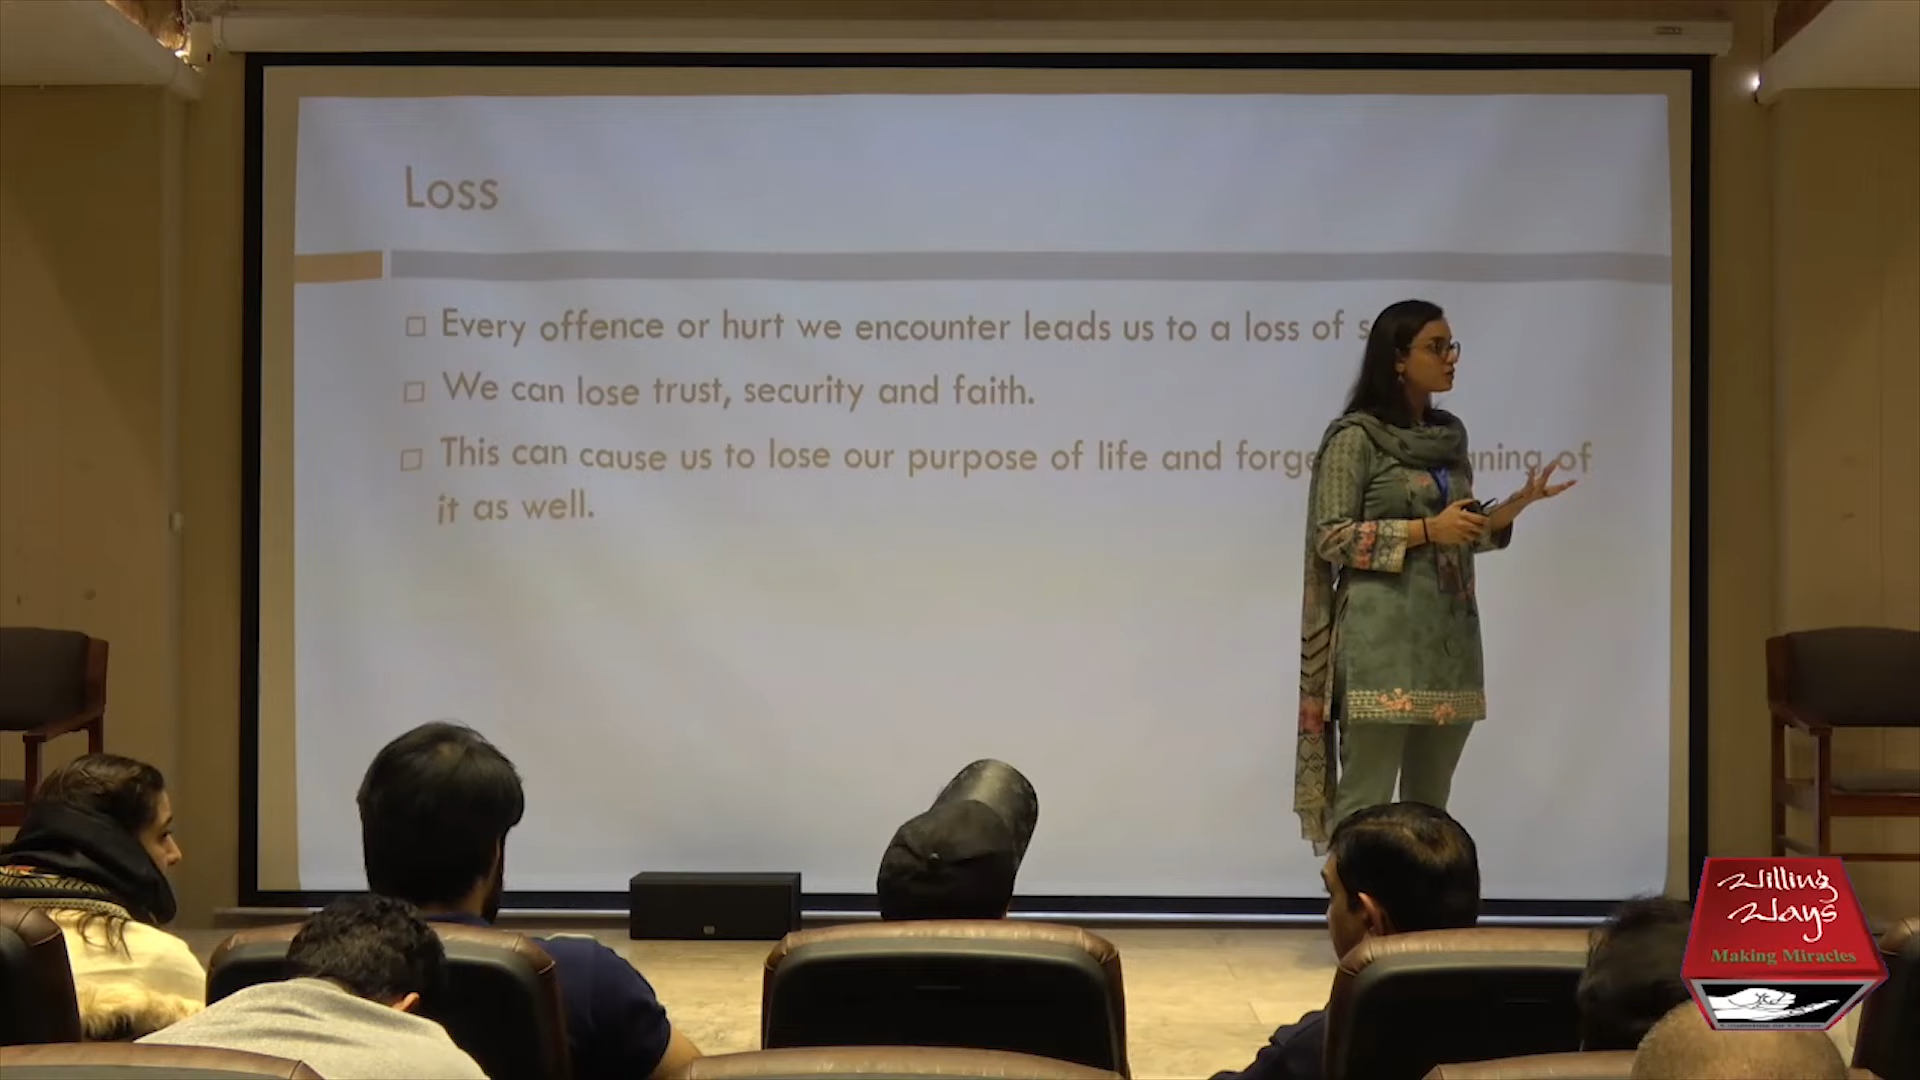 Loss
Every offence or hurt we encounter leads us to a loss of
We can lose trust, security and faith.
This can cause us to lose our purpose of life and of
it as well.
Willing
Ways
Making Miracles